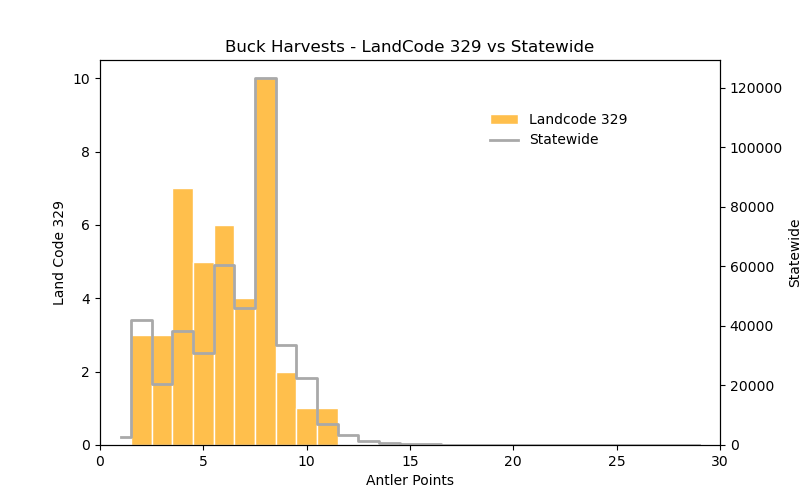 Buck Harvests - LandCode 329 vs Statewide
10
8
6
4
2
0
Land Code 329
Landcode 329
Statewide
120000
100000
80000
60000
40000
20000
0
Statewide
0 5 10 15 20 25 30
Antler Points